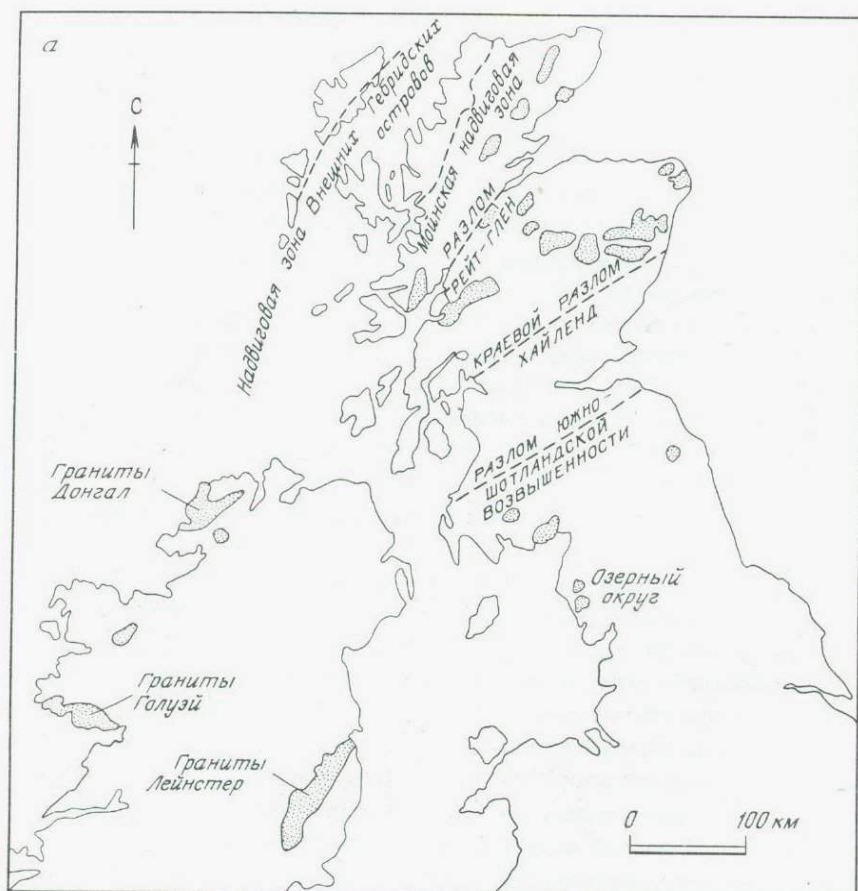 а
С
Надвиговая зона Внешних Гебридских
островов
Мойнская надвиговая
зона
РАЗЛОМ
ГРЕЙТ-ГЛЕН
КРАЕВОЙ РАЗЛОМ
ХАЙЛЕНД
РАЗЛОМ ЮЖНО-
ШОТЛАНДСКОЙ
ВОЗВЫШЕННОСТИ
Граниты
Донгал
Озерный
округ
Граниты
Голуэй
Граниты
Лейнстер
0 100 км